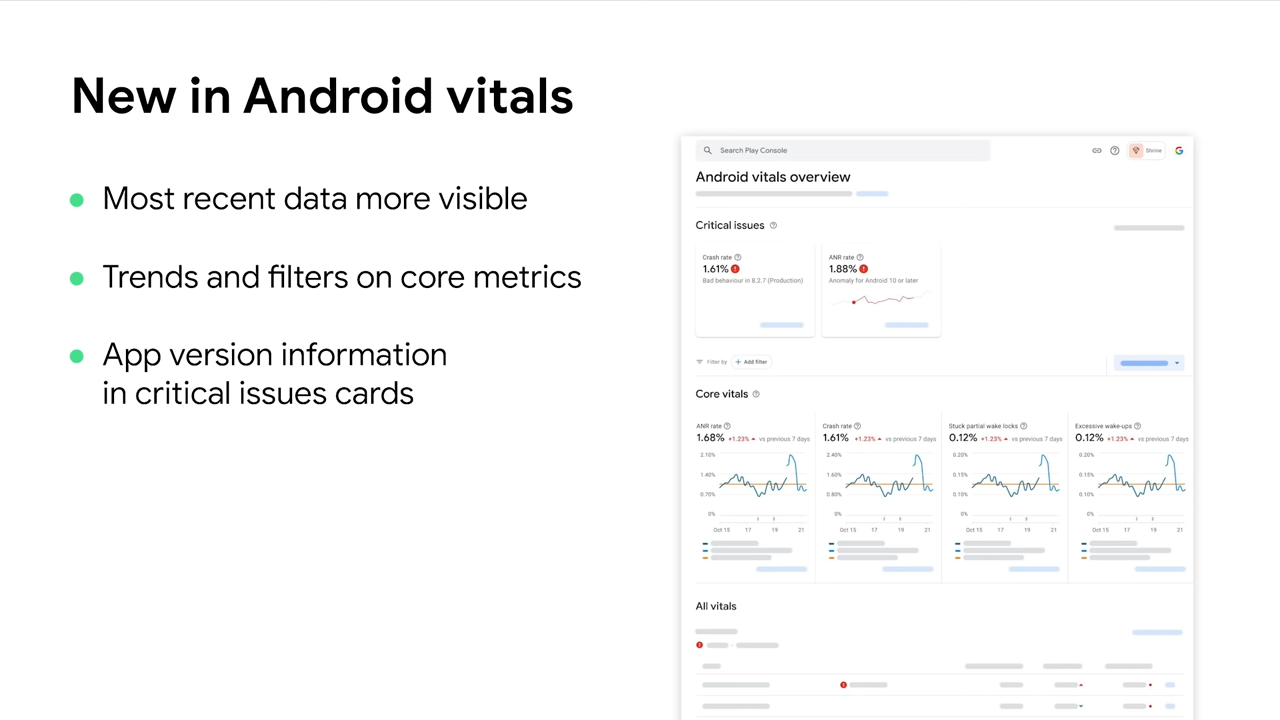 New in Android vitals
Most recent data more visible
Trends and filters on core metrics
App version information
in critical issues cards
Search Play Console
Shrine
Android vitals overview
Critical issues
Crash rate
1.61%
Bad behaviour in 8.2.7 (Production)
ANR rate
1.88%
Anomaly for Android 10 or later
Filter by
+ Add filter
Core vitals
ANR rate
1.68% +1.23% vs previous 7 days
2.10%
1.40%
0.70%
0%
Oct 15 17 19 21
Crash rate
1.61% +1.23% vs previous 7 days
2.40%
1.60%
0.80%
0%
Oct 15 17 19 21
Stuck partial wake locks
0.12% +1.23% vs previous 7 days
0.20%
0.15%
0.10%
0%
Oct 15 17 19 21
Excessive wake-ups
0.12% +1.23% vs previous 7 days
0.20%
0.15%
0.10%
0%
Oct 15 17 19 21
All vitals